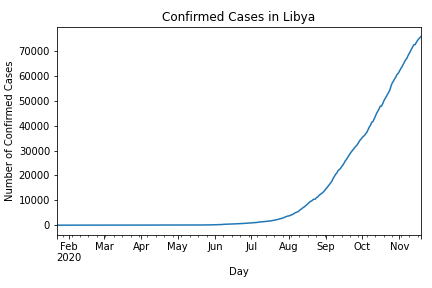 Confirmed Cases in Libya
Number of Confirmed Cases
70000
60000
50000
40000
30000
20000
10000
0
Feb Mar Apr May Jun Jul Aug Sep Oct Nov
2020
Day